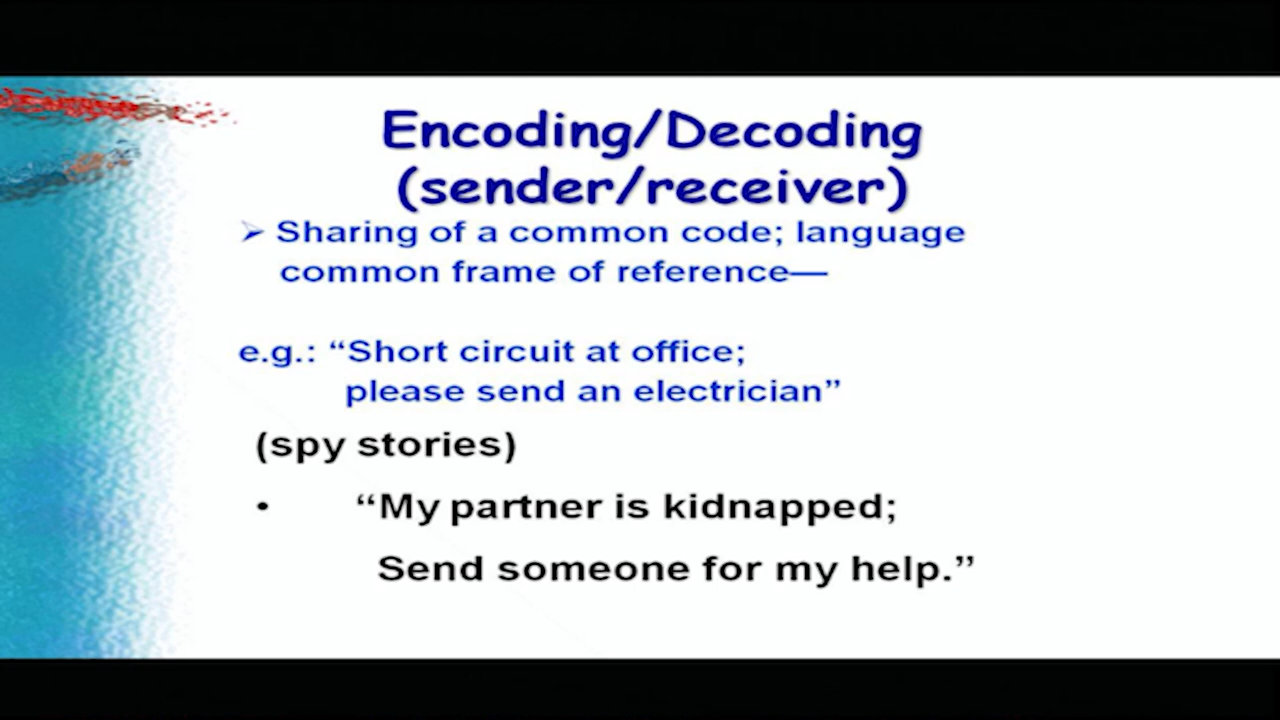 Encoding/Decoding
(sender/receiver)
➢ Sharing of a common code; language
common frame of reference—
e.g.: “Short circuit at office;
please send an electrician”
(spy stories)
• “My partner is kidnapped;
Send someone for my help.”